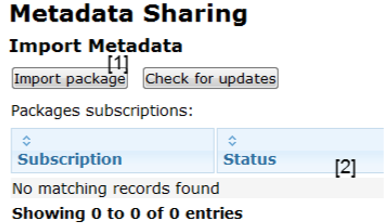 Metadata Sharing
Import Metadata
[1]
Import package Check for updates
Packages subscriptions:
Subscription Status [2]
No matching records found
Showing 0 to 0 of 0 entries